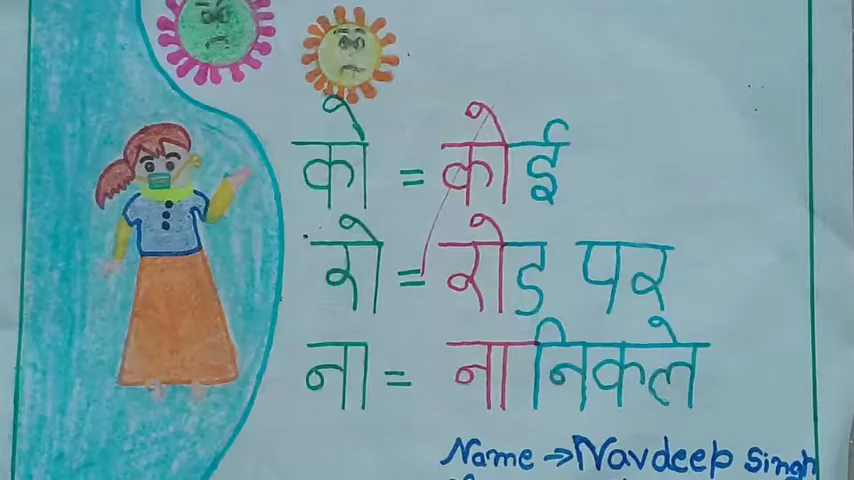 को = कोई
रो = रोड पर
ना = ना निकले
Name → Navdeep Singh